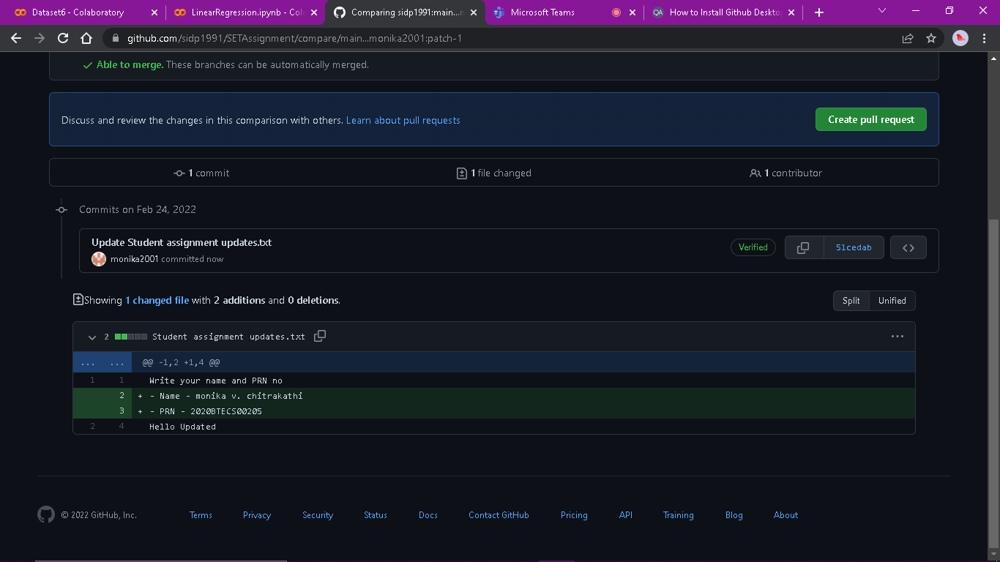 Dataset6 - Colaboratory
LinearRegression.ipynb - Col
Comparing sidp1991:main...n
Microsoft Teams
QA
How to Install Github Deskto
github.com/sidp1991/SETAssignment/compare/main...monika2001:patch-1
Able to merge. These branches can be automatically merged.
Discuss and review the changes in this comparison with others. Learn about pull requests
Create pull request
1 commit
1 file changed
1 contributor
Commits on Feb 24, 2022
Update Student assignment updates.txt
monika2001 committed now
Verified
51cedab
Showing 1 changed file with 2 additions and 0 deletions.
Split
Unified
2 Student assignment updates.txt
... ... @@ -1,2 +1,4 @@
1 1 Write your name and PRN no
2 + - Name - monika v. chitrakathi
3 + - PRN - 2020BTECS00205
2 4 Hello Updated
© 2022 GitHub, Inc.
Terms
Privacy
Security
Status
Docs
Contact GitHub
Pricing
API
Training
Blog
About